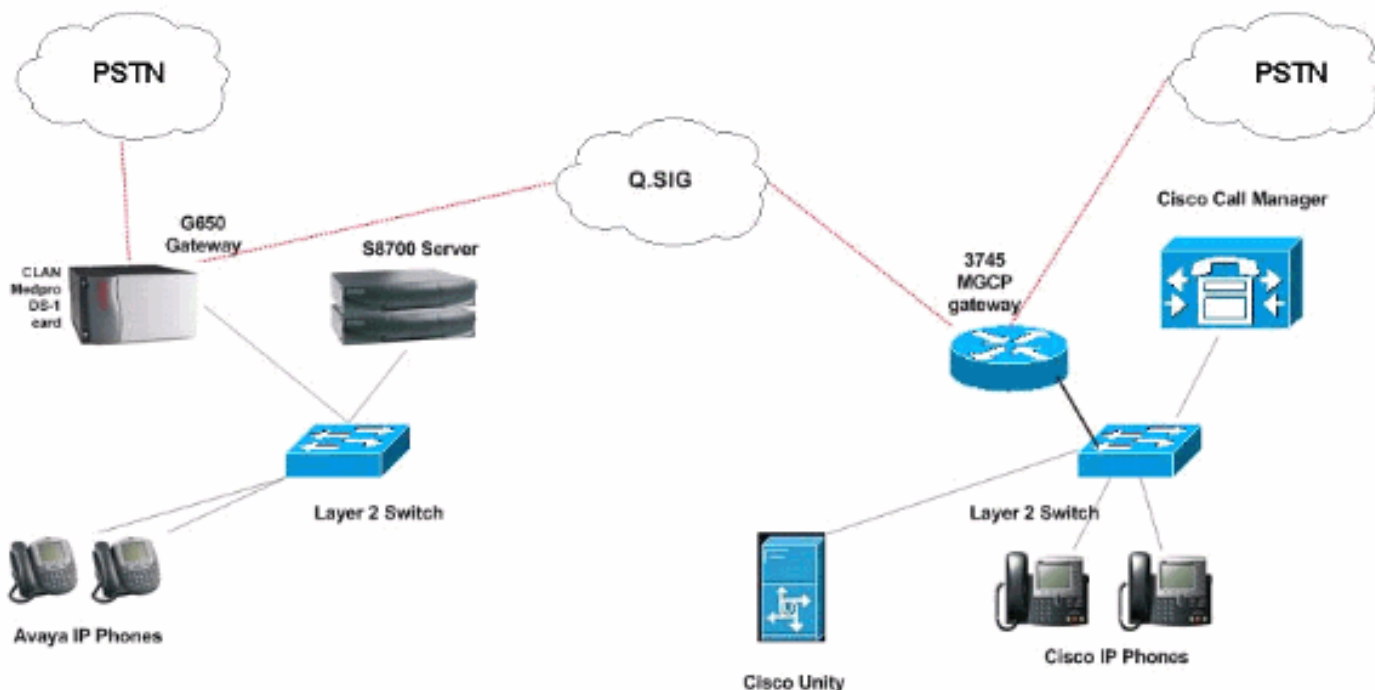 PSTN
PSTN
Q.SIG
Cisco Call Manager
G650
Gateway
S8700 Server
3745
MGCP
gateway
CLAN
Medpro
DS-1
card
Layer 2 Switch
Layer 2 Switch
Avaya IP Phones
Cisco IP Phones
Cisco Unity